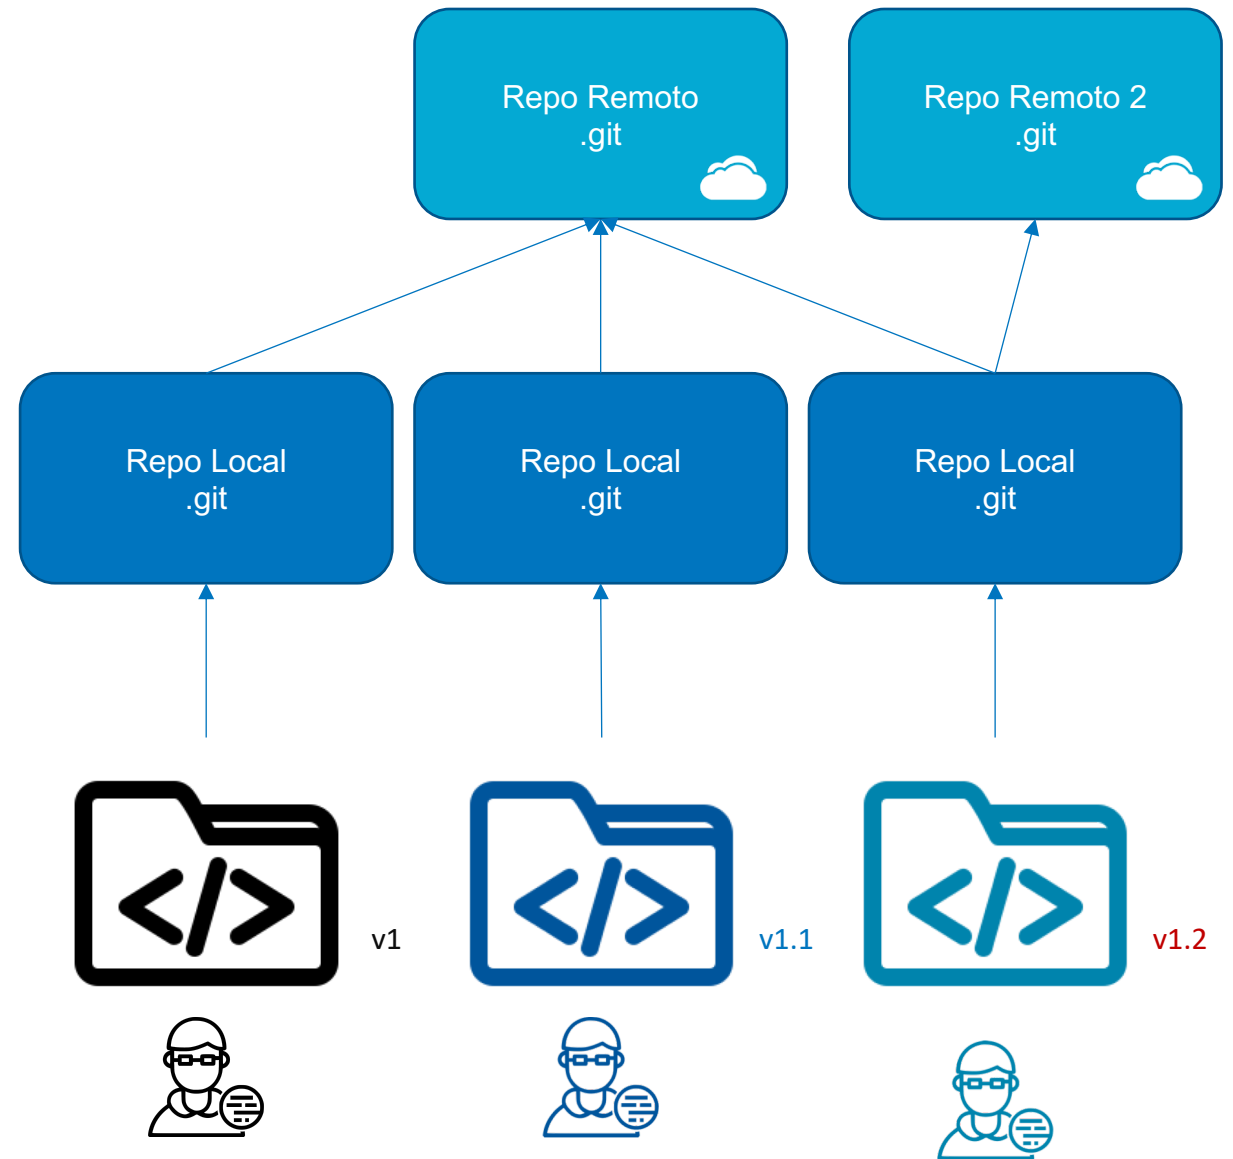 Repo Remoto
.git
Repo Remoto 2
.git
Repo Local
.git
Repo Local
.git
Repo Local
.git
</>
v1
</>
v1.1
</>
v1.2